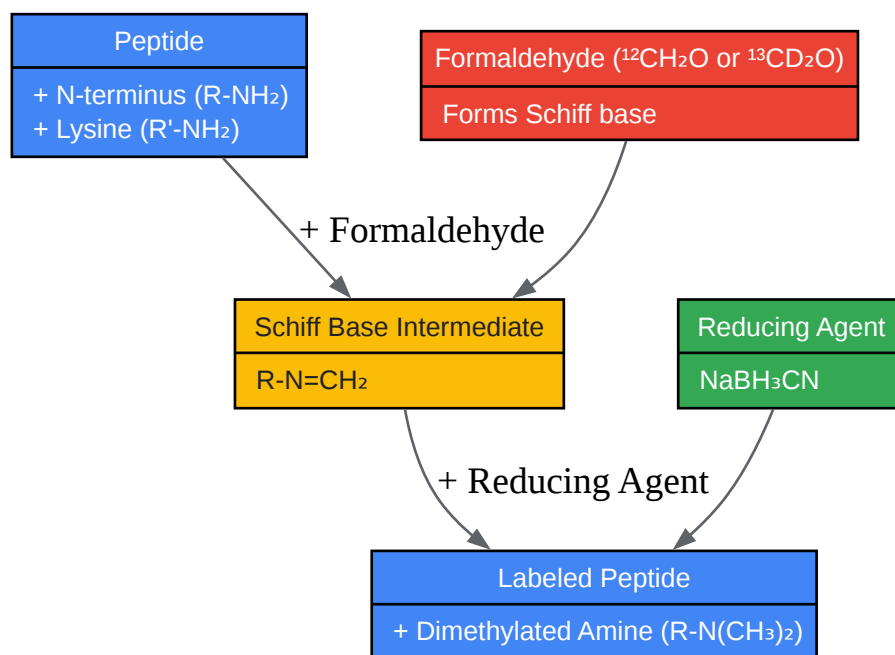 Peptide
+ N-terminus (R-NH₂)
+ Lysine (R'-NH₂)
Formaldehyde (¹²CH₂O or ¹³CD₂O)
Forms Schiff base
+ Formaldehyde
Schiff Base Intermediate
R-N=CH₂
Reducing Agent
NaBH₃CN
+ Reducing Agent
Labeled Peptide
+ Dimethylated Amine (R-N(CH₃)₂)